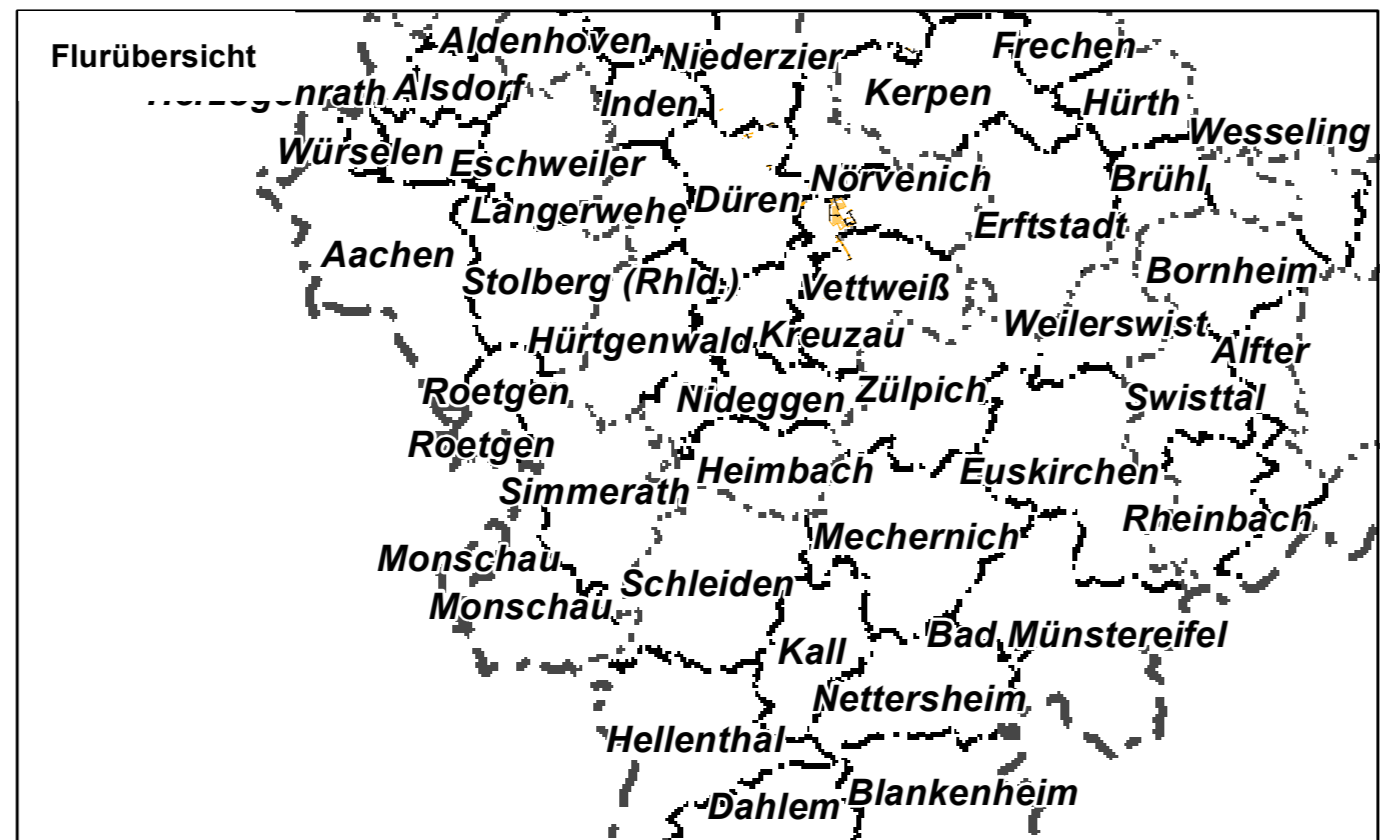 Flurübersicht
Aldenhoven
Niederzier
Frechen
nrath
Alsdorf
Inden
Kerpen
Hürth
Wesseling
Würselen
Eschweiler
Düren
Nörvenich
Brühl
Langerwehe
Erftstadt
Aachen
Stolberg (Rhld.)
Vettweiß
Bornheim
Hürtgenwald
Kreuzau
Weilerswist
Alfter
Roetgen
Nideggen
Zülpich
Swisttal
Roetgen
Heimbach
Euskirchen
Simmerath
Rheinbach
Mechernich
Monschau
Schleiden
Monschau
Bad Münstereifel
Kall
Nettersheim
Hellenthal
Dahlem
Blankenheim